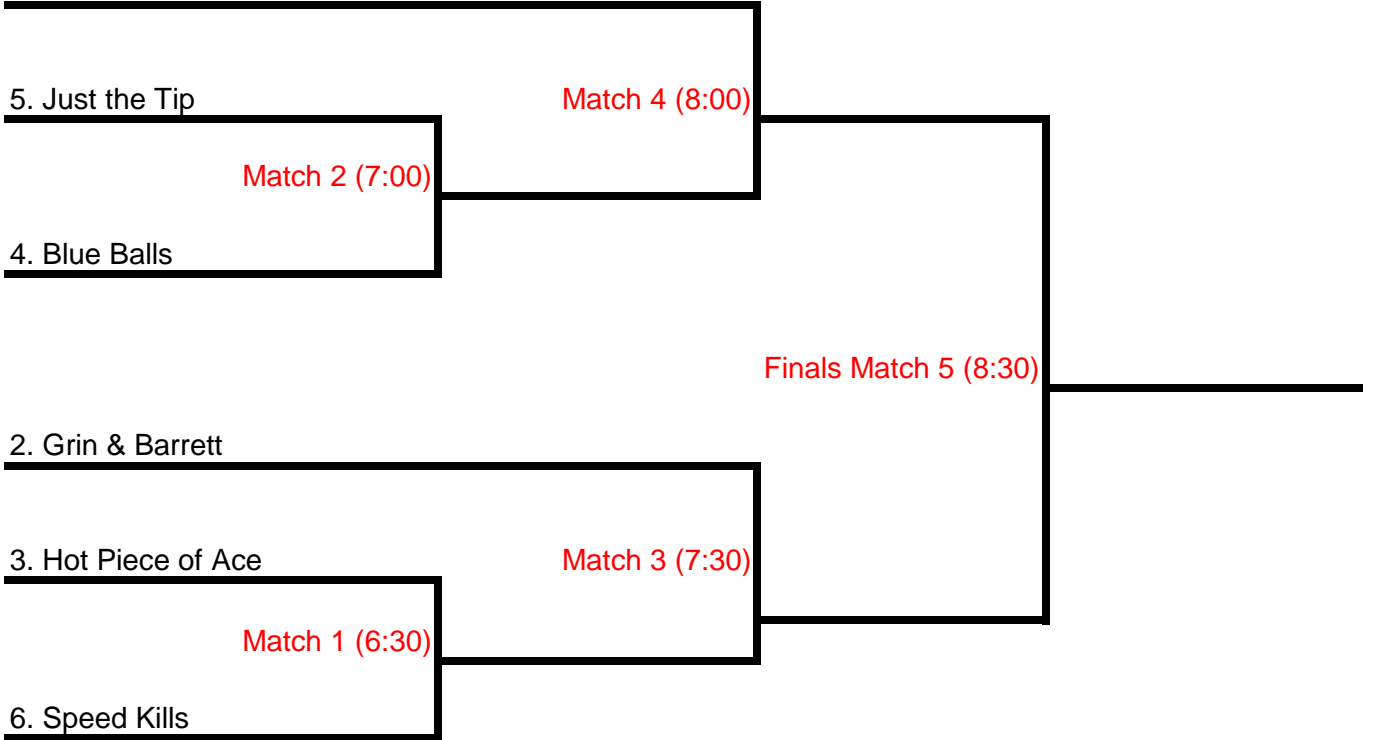 5. Just the Tip
Match 4 (8:00)
Match 2 (7:00)
4. Blue Balls
Finals Match 5 (8:30)
2. Grin & Barrett
3. Hot Piece of Ace
Match 3 (7:30)
Match 1 (6:30)
6. Speed Kills